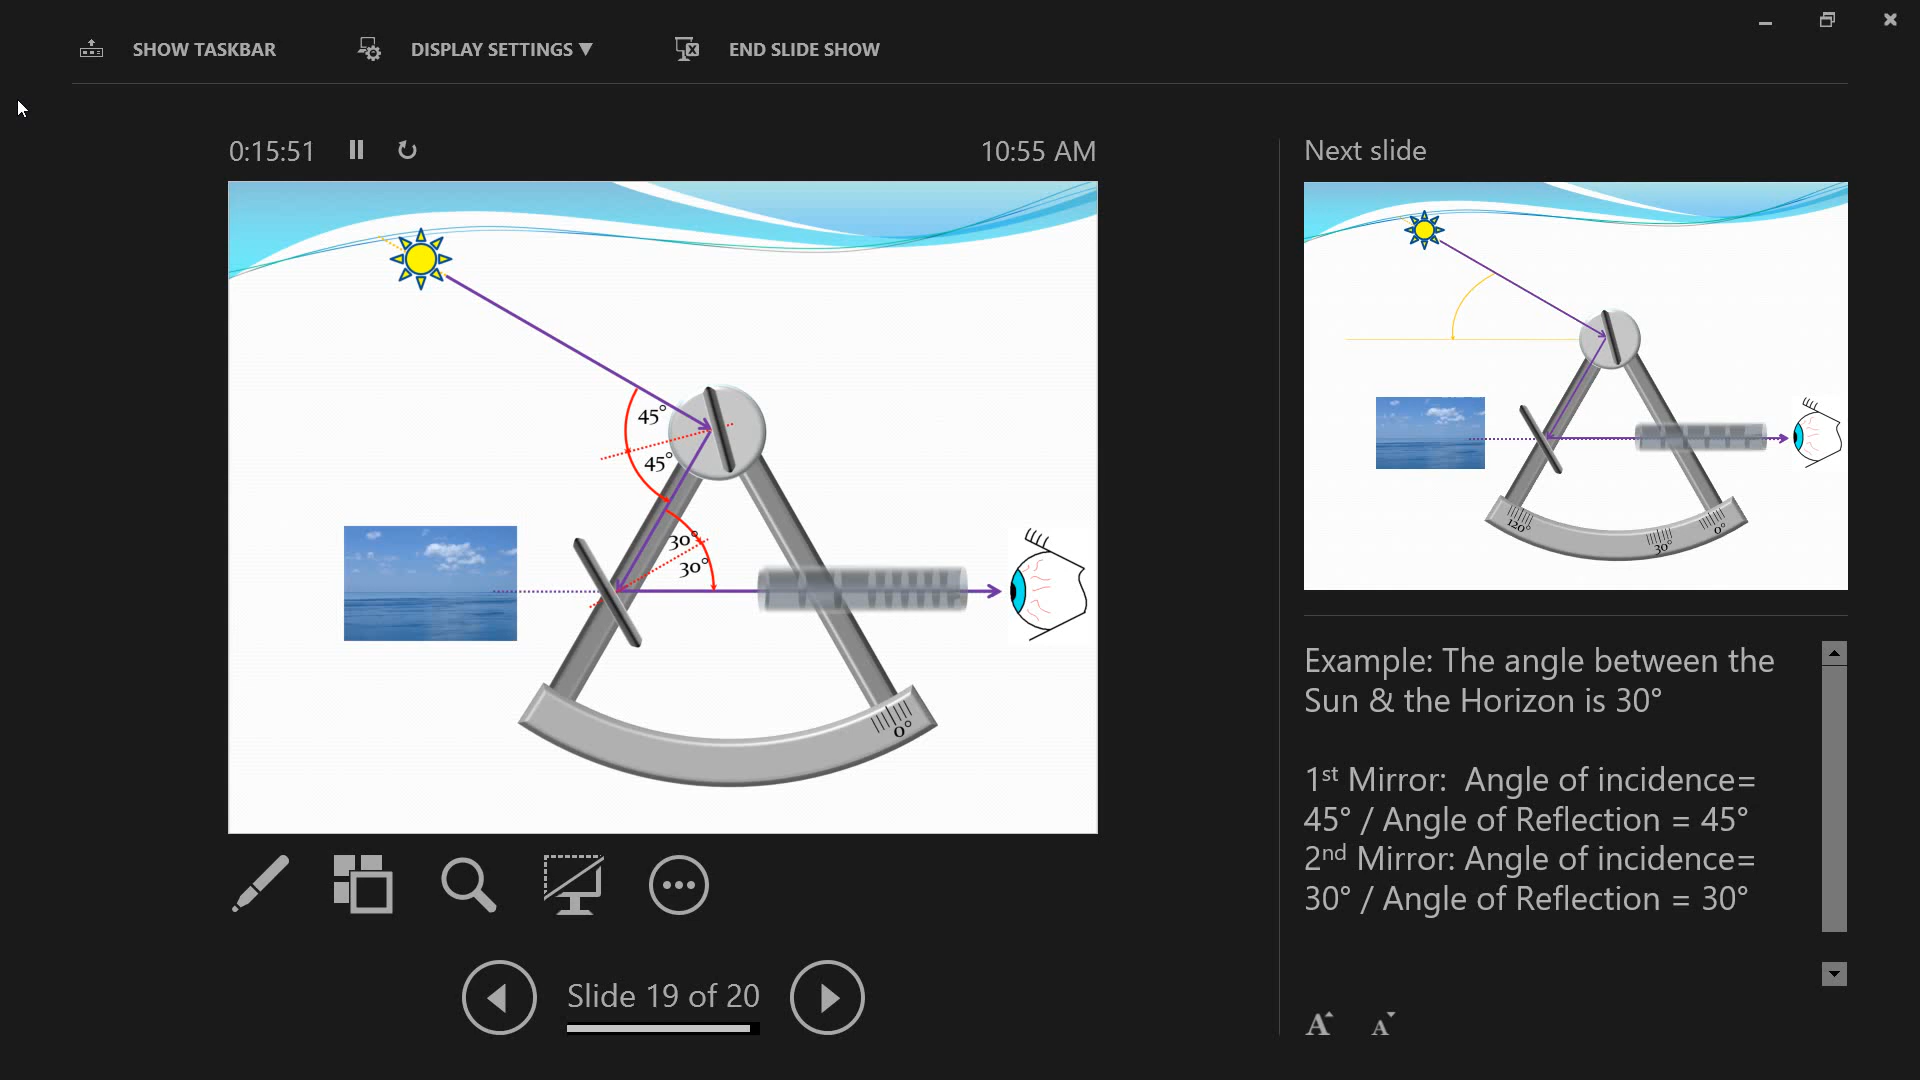 SHOW TASKBAR
DISPLAY SETTINGS ▼
END SLIDE SHOW
0:15:51
10:55 AM
45°
45°
30°
30°
0°
Slide 19 of 20
Next slide
120°
30°
0°
Example: The angle between the
Sun & the Horizon is 30°
1st Mirror:  Angle of incidence=
45° / Angle of Reflection = 45°
2nd Mirror: Angle of incidence=
30° / Angle of Reflection = 30°
A
A